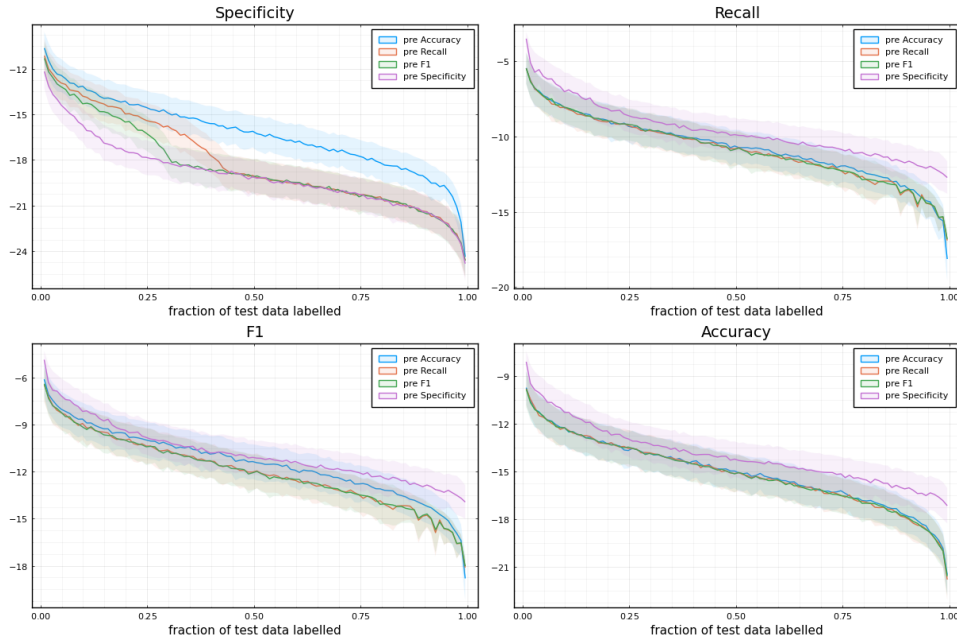 Specificity
pre Accuracy
pre Recall
pre F1
pre Specificity
−12
−15
−18
−21
−24
0.00 0.25 0.50 0.75 1.00
fraction of test data labelled
Recall
pre Accuracy
pre Recall
pre F1
pre Specificity
−5
−10
−15
−20
0.00 0.25 0.50 0.75 1.00
fraction of test data labelled
F1
pre Accuracy
pre Recall
pre F1
pre Specificity
−6
−9
−12
−15
−18
0.00 0.25 0.50 0.75 1.00
fraction of test data labelled
Accuracy
pre Accuracy
pre Recall
pre F1
pre Specificity
−9
−12
−15
−18
−21
0.00 0.25 0.50 0.75 1.00
fraction of test data labelled